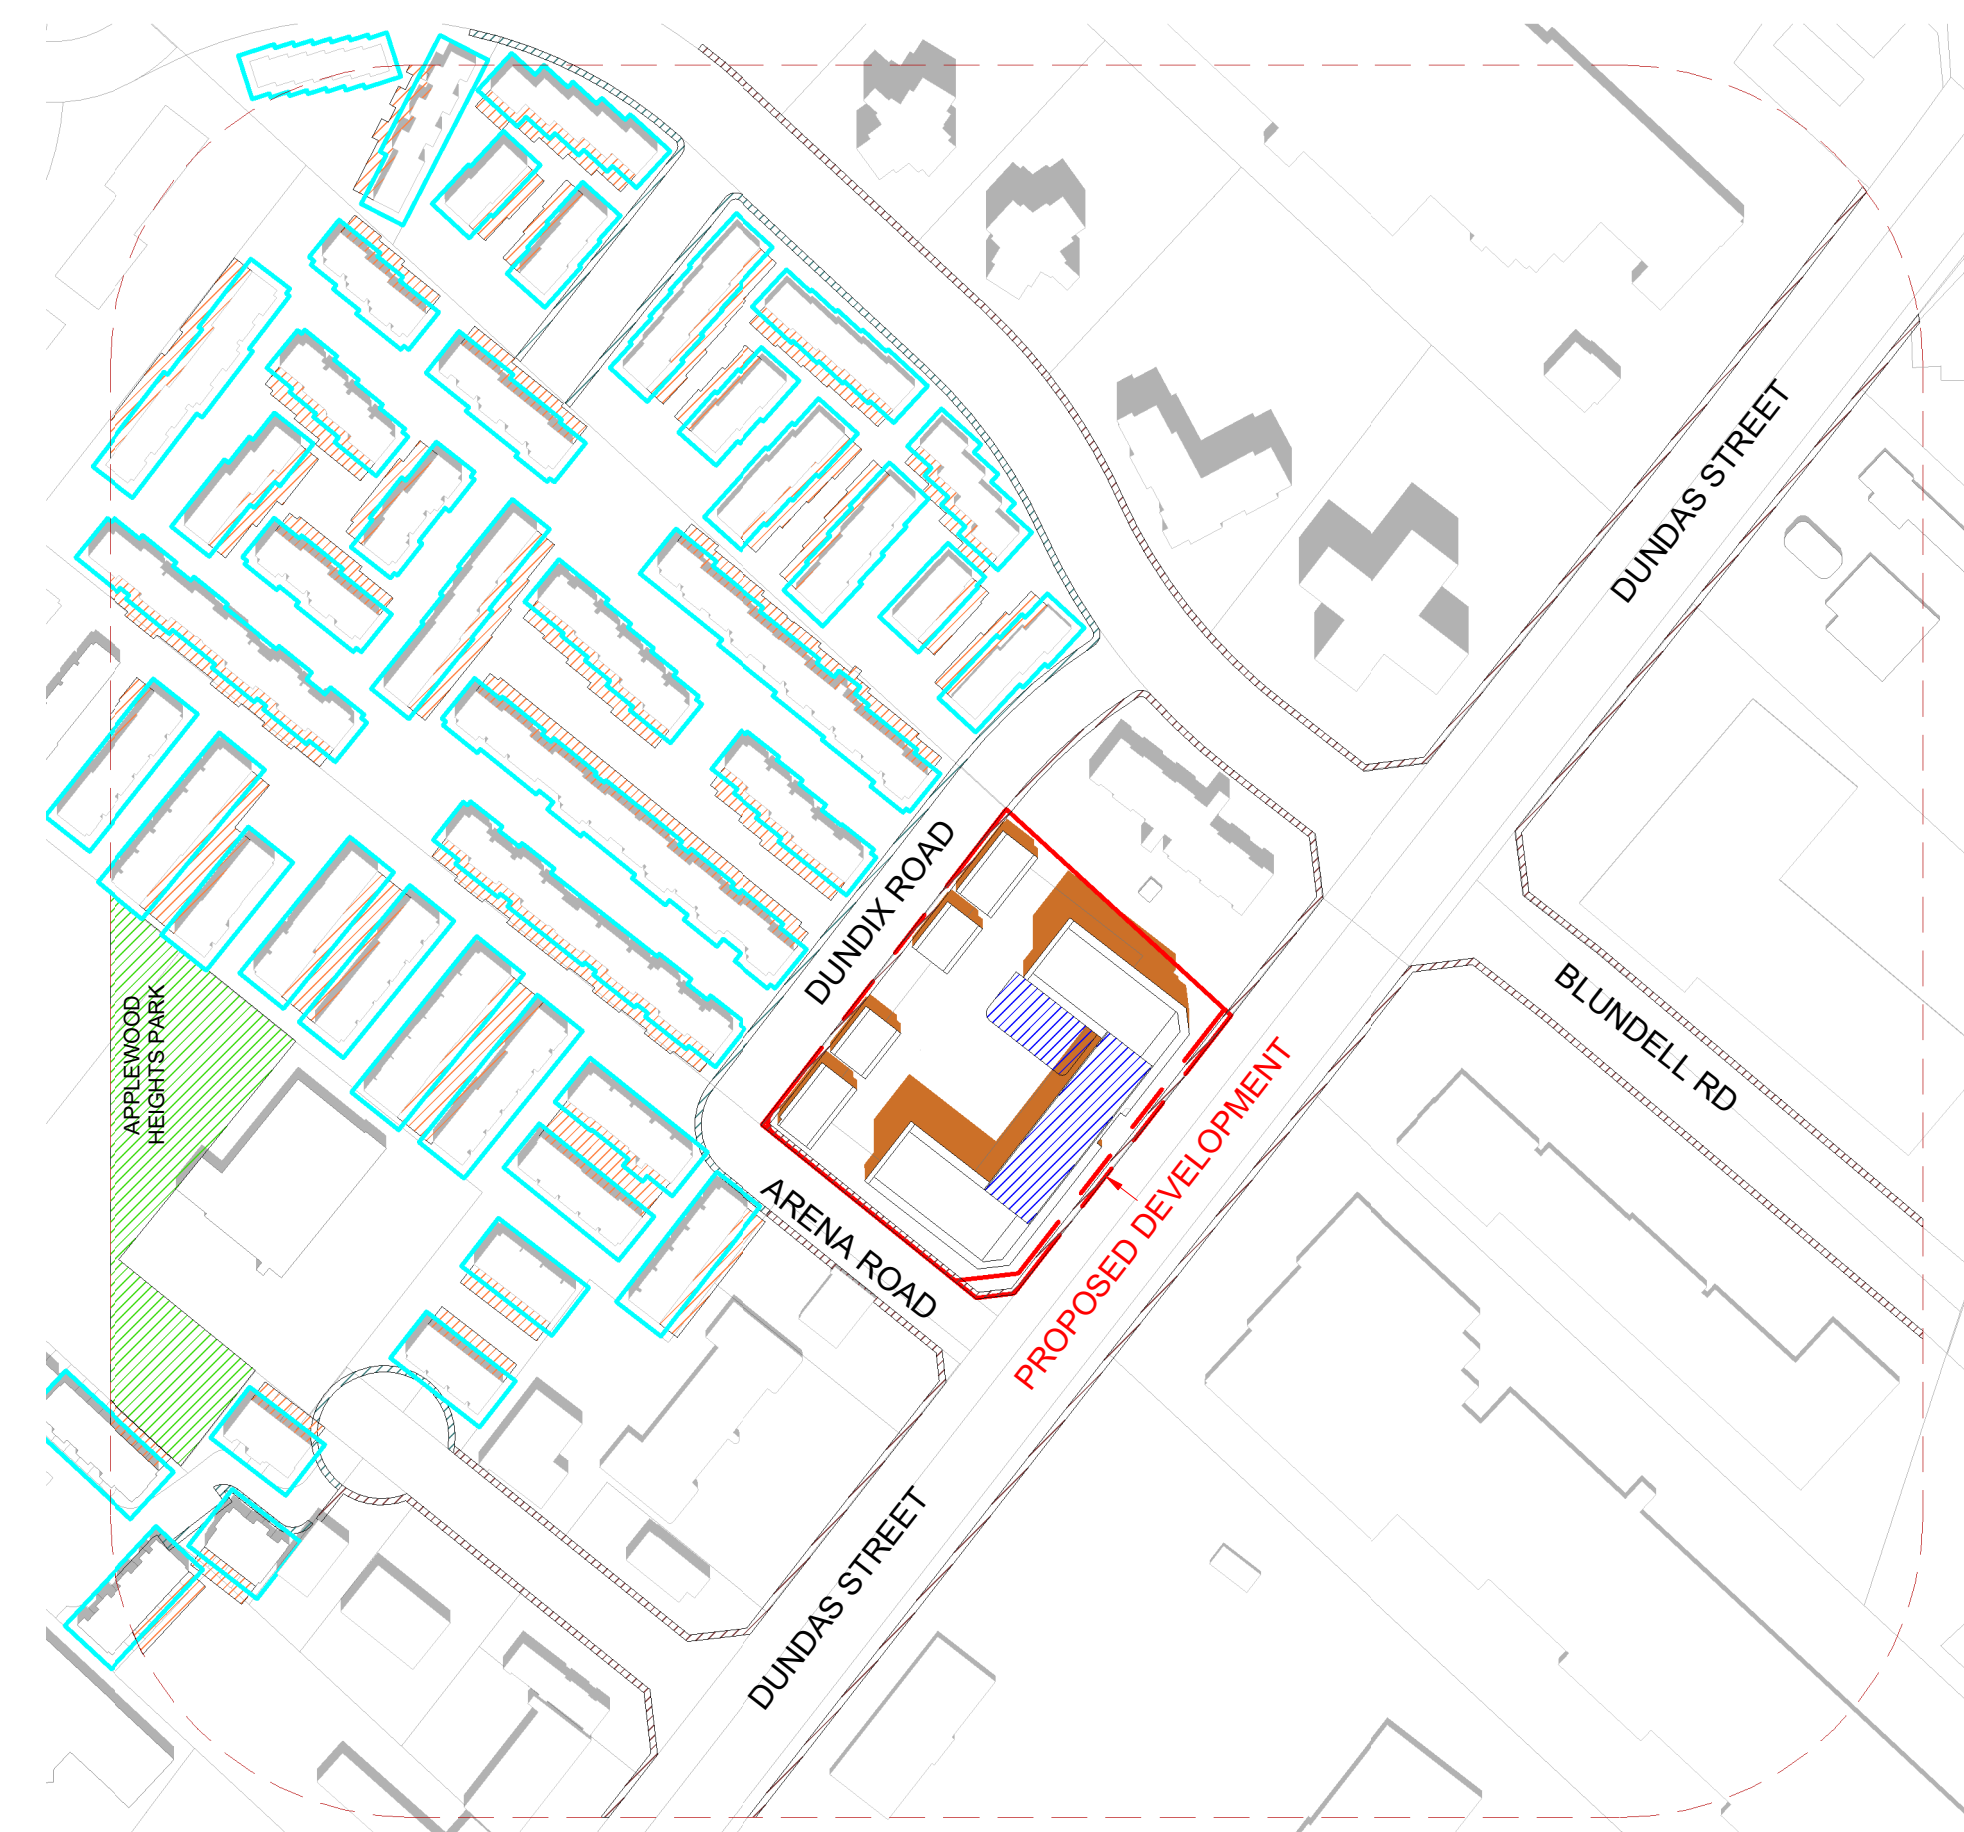 DUNDAS STREET
DUNDIX ROAD
BLUNDELL RD
APPLEWOOD
HEIGHTS PARK
PROPOSED DEVELOPMENT
ARENA ROAD
DUNDAS STREET